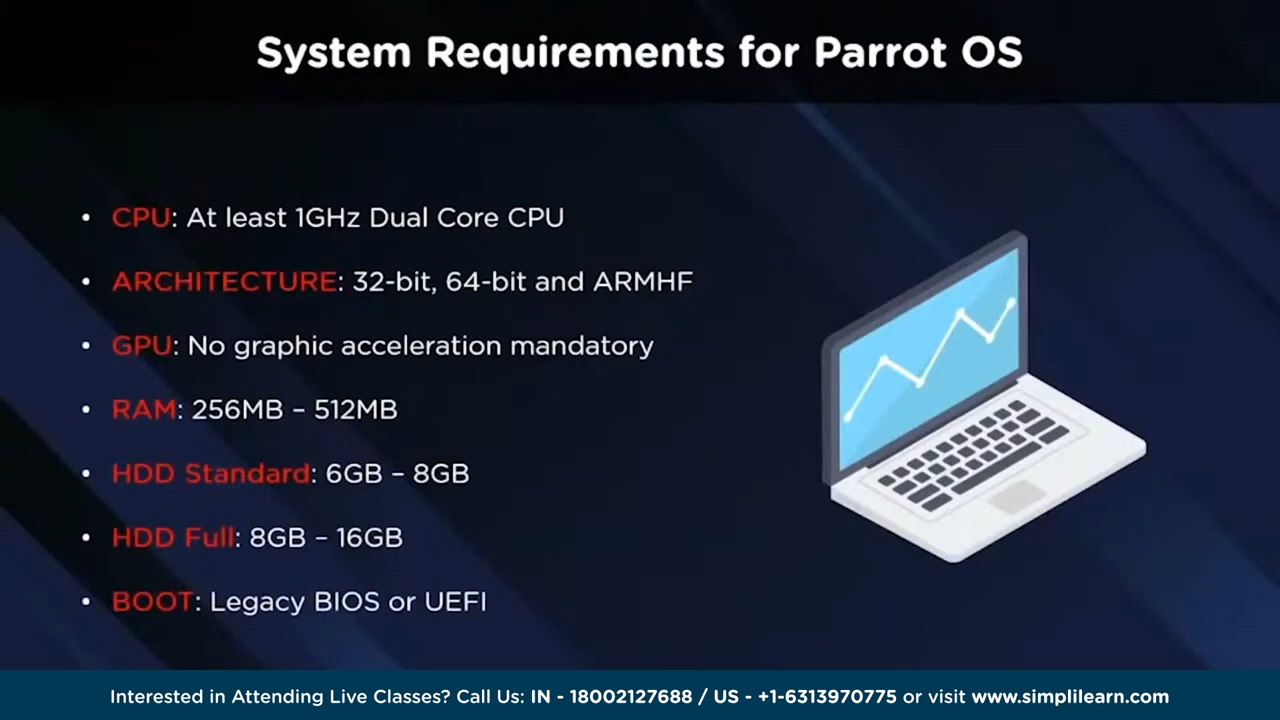 System Requirements for Parrot OS
• CPU: At least 1GHz Dual Core CPU
• ARCHITECTURE: 32-bit, 64-bit and ARMHF
• GPU: No graphic acceleration mandatory
• RAM: 256MB – 512MB
• HDD Standard: 6GB – 8GB
• HDD Full: 8GB – 16GB
• BOOT: Legacy BIOS or UEFI
Interested in Attending Live Classes? Call Us: IN - 18002127688 / US - +1-6313970775 or visit www.simplilearn.com